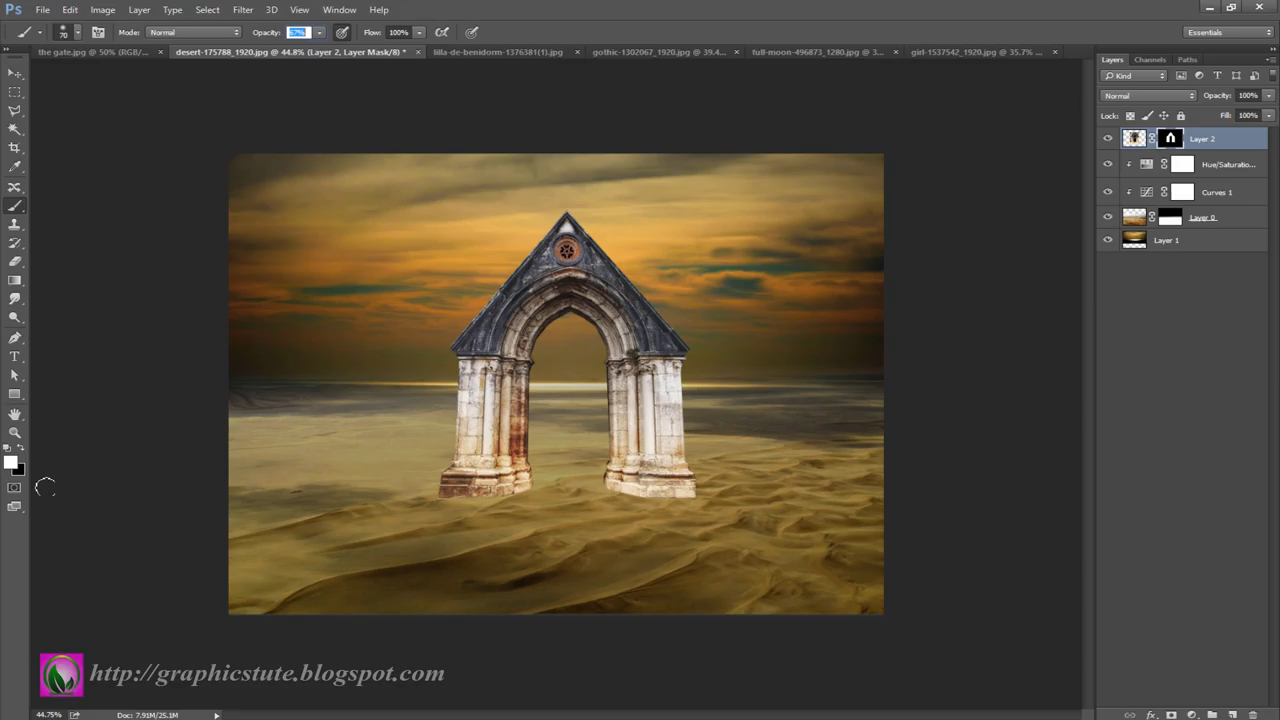 Ps File Edit Image Layer Type Select Filter 3D View Window Help
70 Mode: Normal Opacity: 57% Flow: 100% Essentials
the gate.jpg @ 50% (RGB/... × desert-175788_1920.jpg @ 44.8% (Layer 2, Layer Mask/8) * × lilla-de-benidorm-1376381(1).jpg × gothic-1302067_1920.jpg @ 39.4... × full-moon-496873_1280.jpg @ 3... × girl-1537542_1920.jpg @ 35.7% ... ×
Layers Channels Paths
Kind
Normal Opacity: 100%
Lock: Fill: 100%
Layer 2
Hue/Saturatio...
Curves 1
Layer 0
Layer 1
http://graphicstute.blogspot.com
44.75% Doc: 7.91M/25.1M